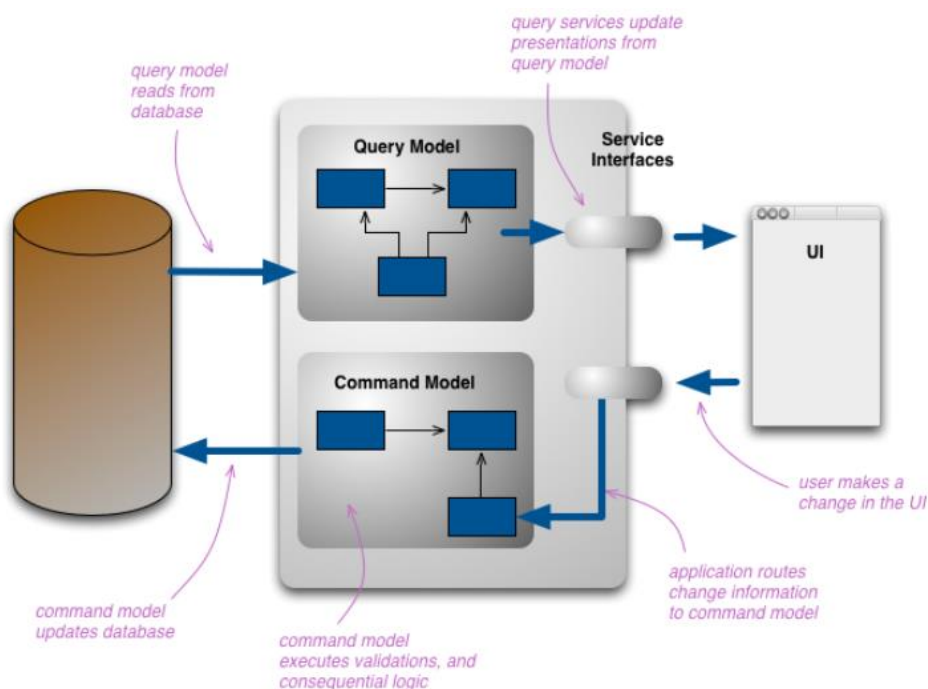 query services update
presentations from
query model
query model
reads from
database
Query Model
Service
Interfaces
UI
Command Model
user makes a
change in the UI
application routes
change information
to command model
command model
updates database
command model
executes validations, and
consequential logic